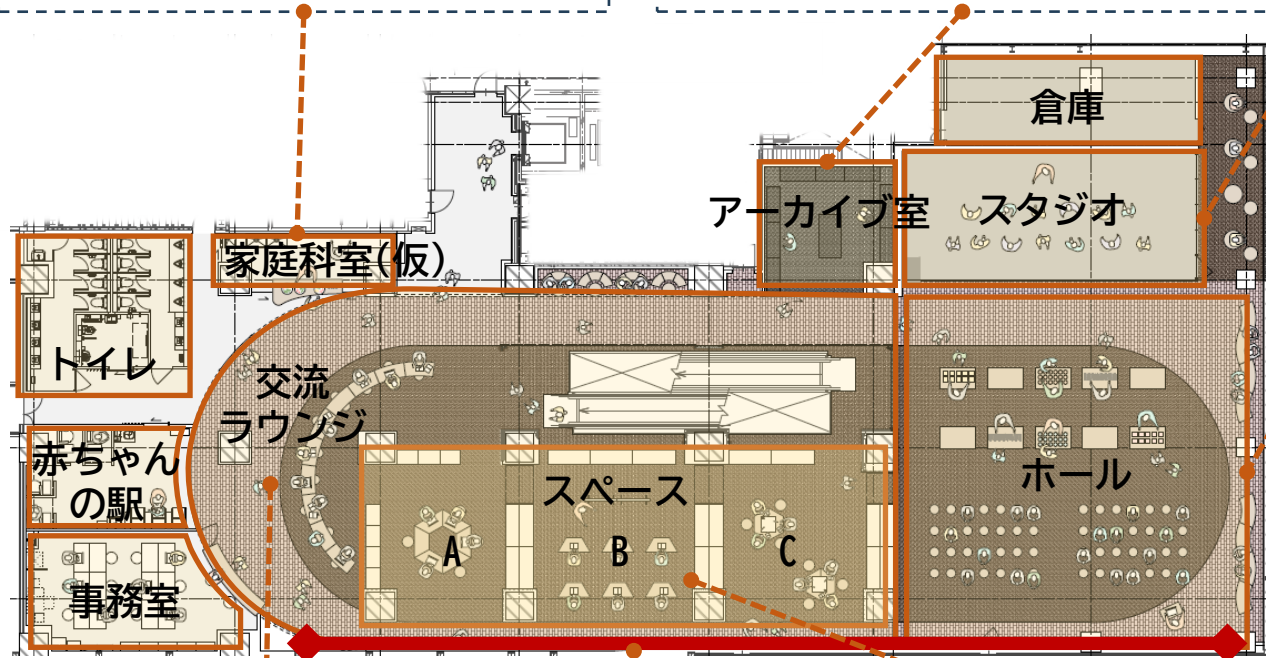 倉庫
アーカイブ室
スタジオ
家庭科室(仮)
トイレ
交流
ラウンジ
赤ちゃん
の駅
スペース
ホール
A
B
C
事務室